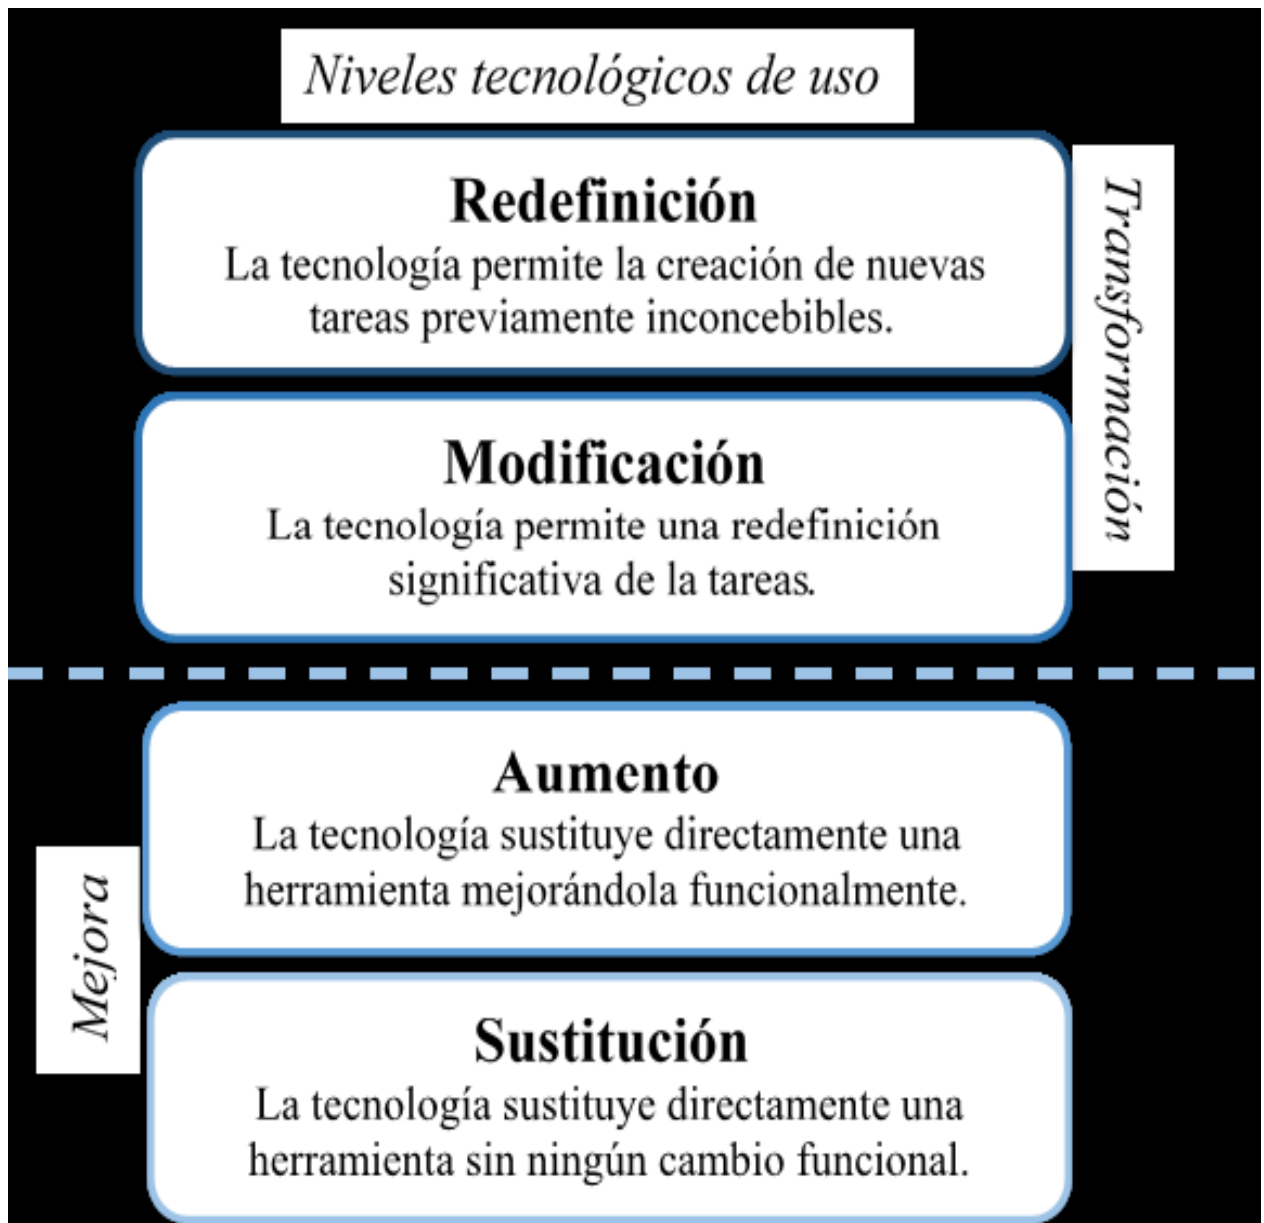 Niveles tecnológicos de uso
Redefinición
La tecnología permite la creación de nuevas
tareas previamente inconcebibles.
Transformación
Modificación
La tecnología permite una redefinición
significativa de la tareas.
Aumento
La tecnología sustituye directamente una
herramienta mejorándola funcionalmente.
Mejora
Sustitución
La tecnología sustituye directamente una
herramienta sin ningún cambio funcional.